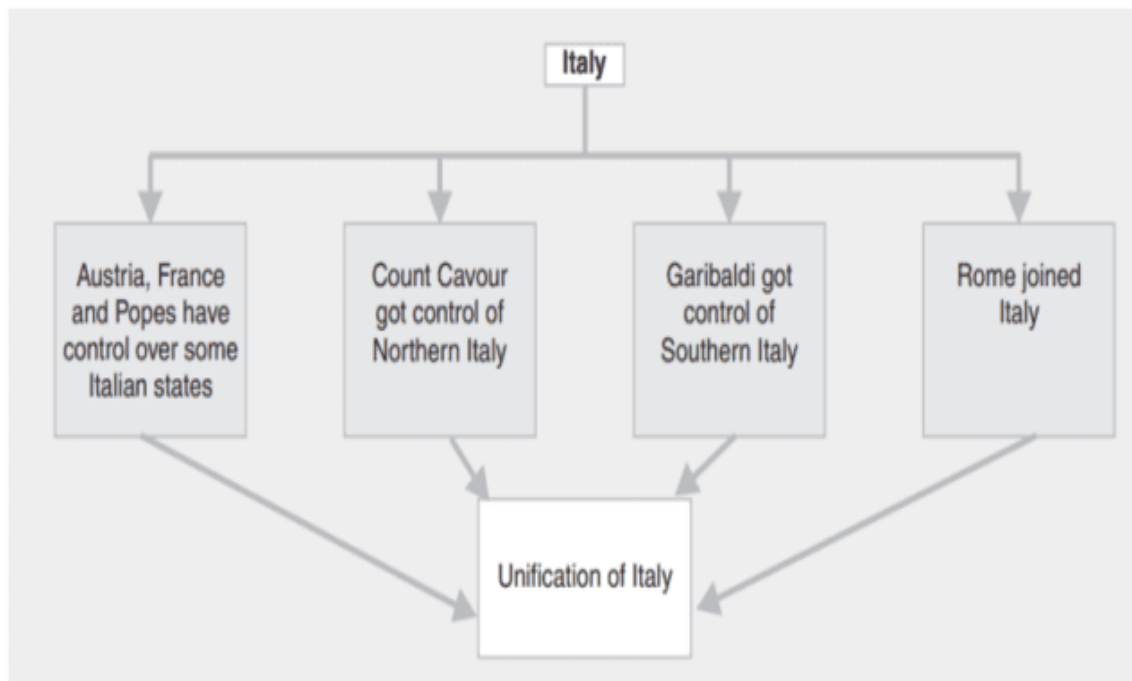 Italy
Austria, France
and Popes have
control over some
Italian states
Count Cavour
got control of
Northern Italy
Garibaldi got
control of
Southern Italy
Rome joined
Italy
Unification of Italy